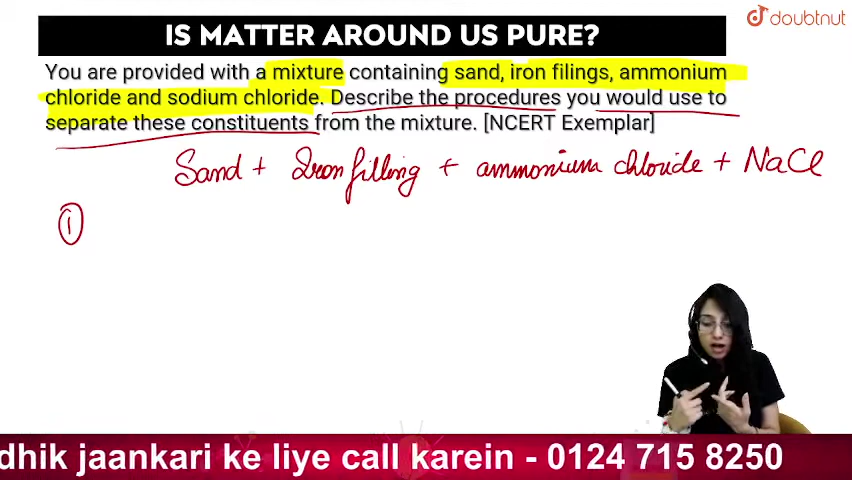 doubtnut
IS MATTER AROUND US PURE?
You are provided with a mixture containing sand, iron filings, ammonium
chloride and sodium chloride. Describe the procedures you would use to
separate these constituents from the mixture. [NCERT Exemplar]
Sand + Iron filling + ammonium chloride + NaCl
1
dhik jaankari ke liye call karein - 0124 715 8250